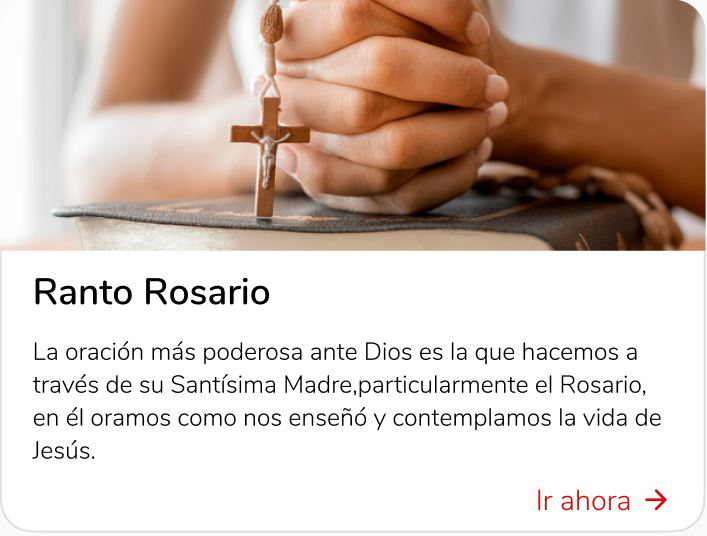 Ranto Rosario
La oración más poderosa ante Dios es la que hacemos a
través de su Santísima Madre,particularmente el Rosario,
en él oramos como nos enseñó y contemplamos la vida de
Jesús.
Ir ahora →